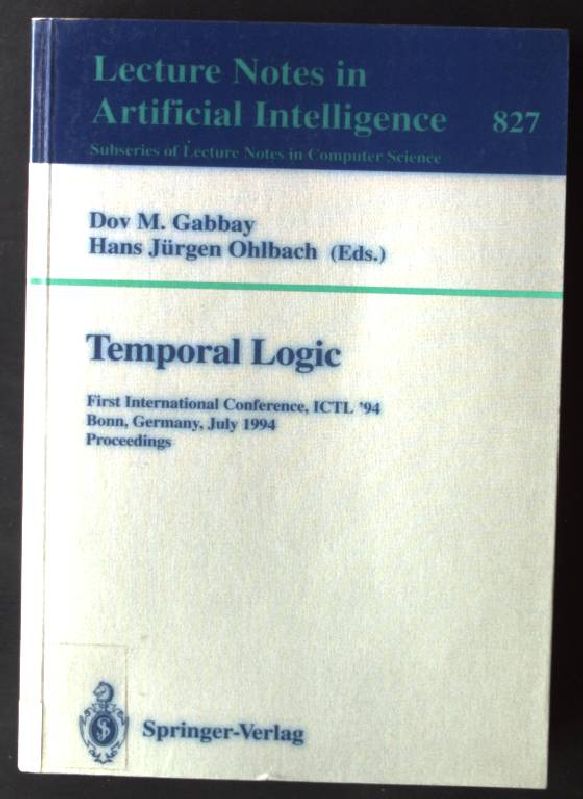 Lecture Notes in
Artificial Intelligence 827
Subseries of Lecture Notes in Computer Science
Dov M. Gabbay
Hans Jürgen Ohlbach (Eds.)
Temporal Logic
First International Conference, ICTL '94
Bonn, Germany, July 1994
Proceedings
Springer-Verlag